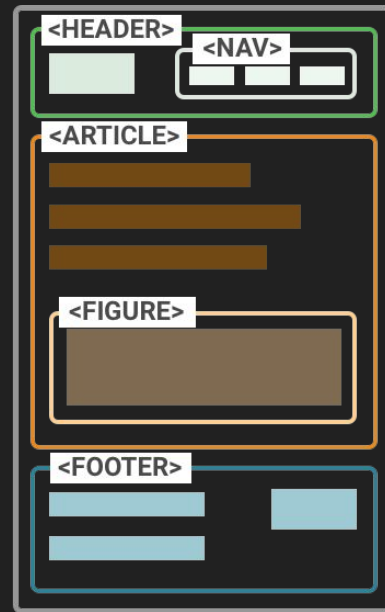 <HEADER>
<NAV>
<ARTICLE>
<FIGURE>
<FOOTER>